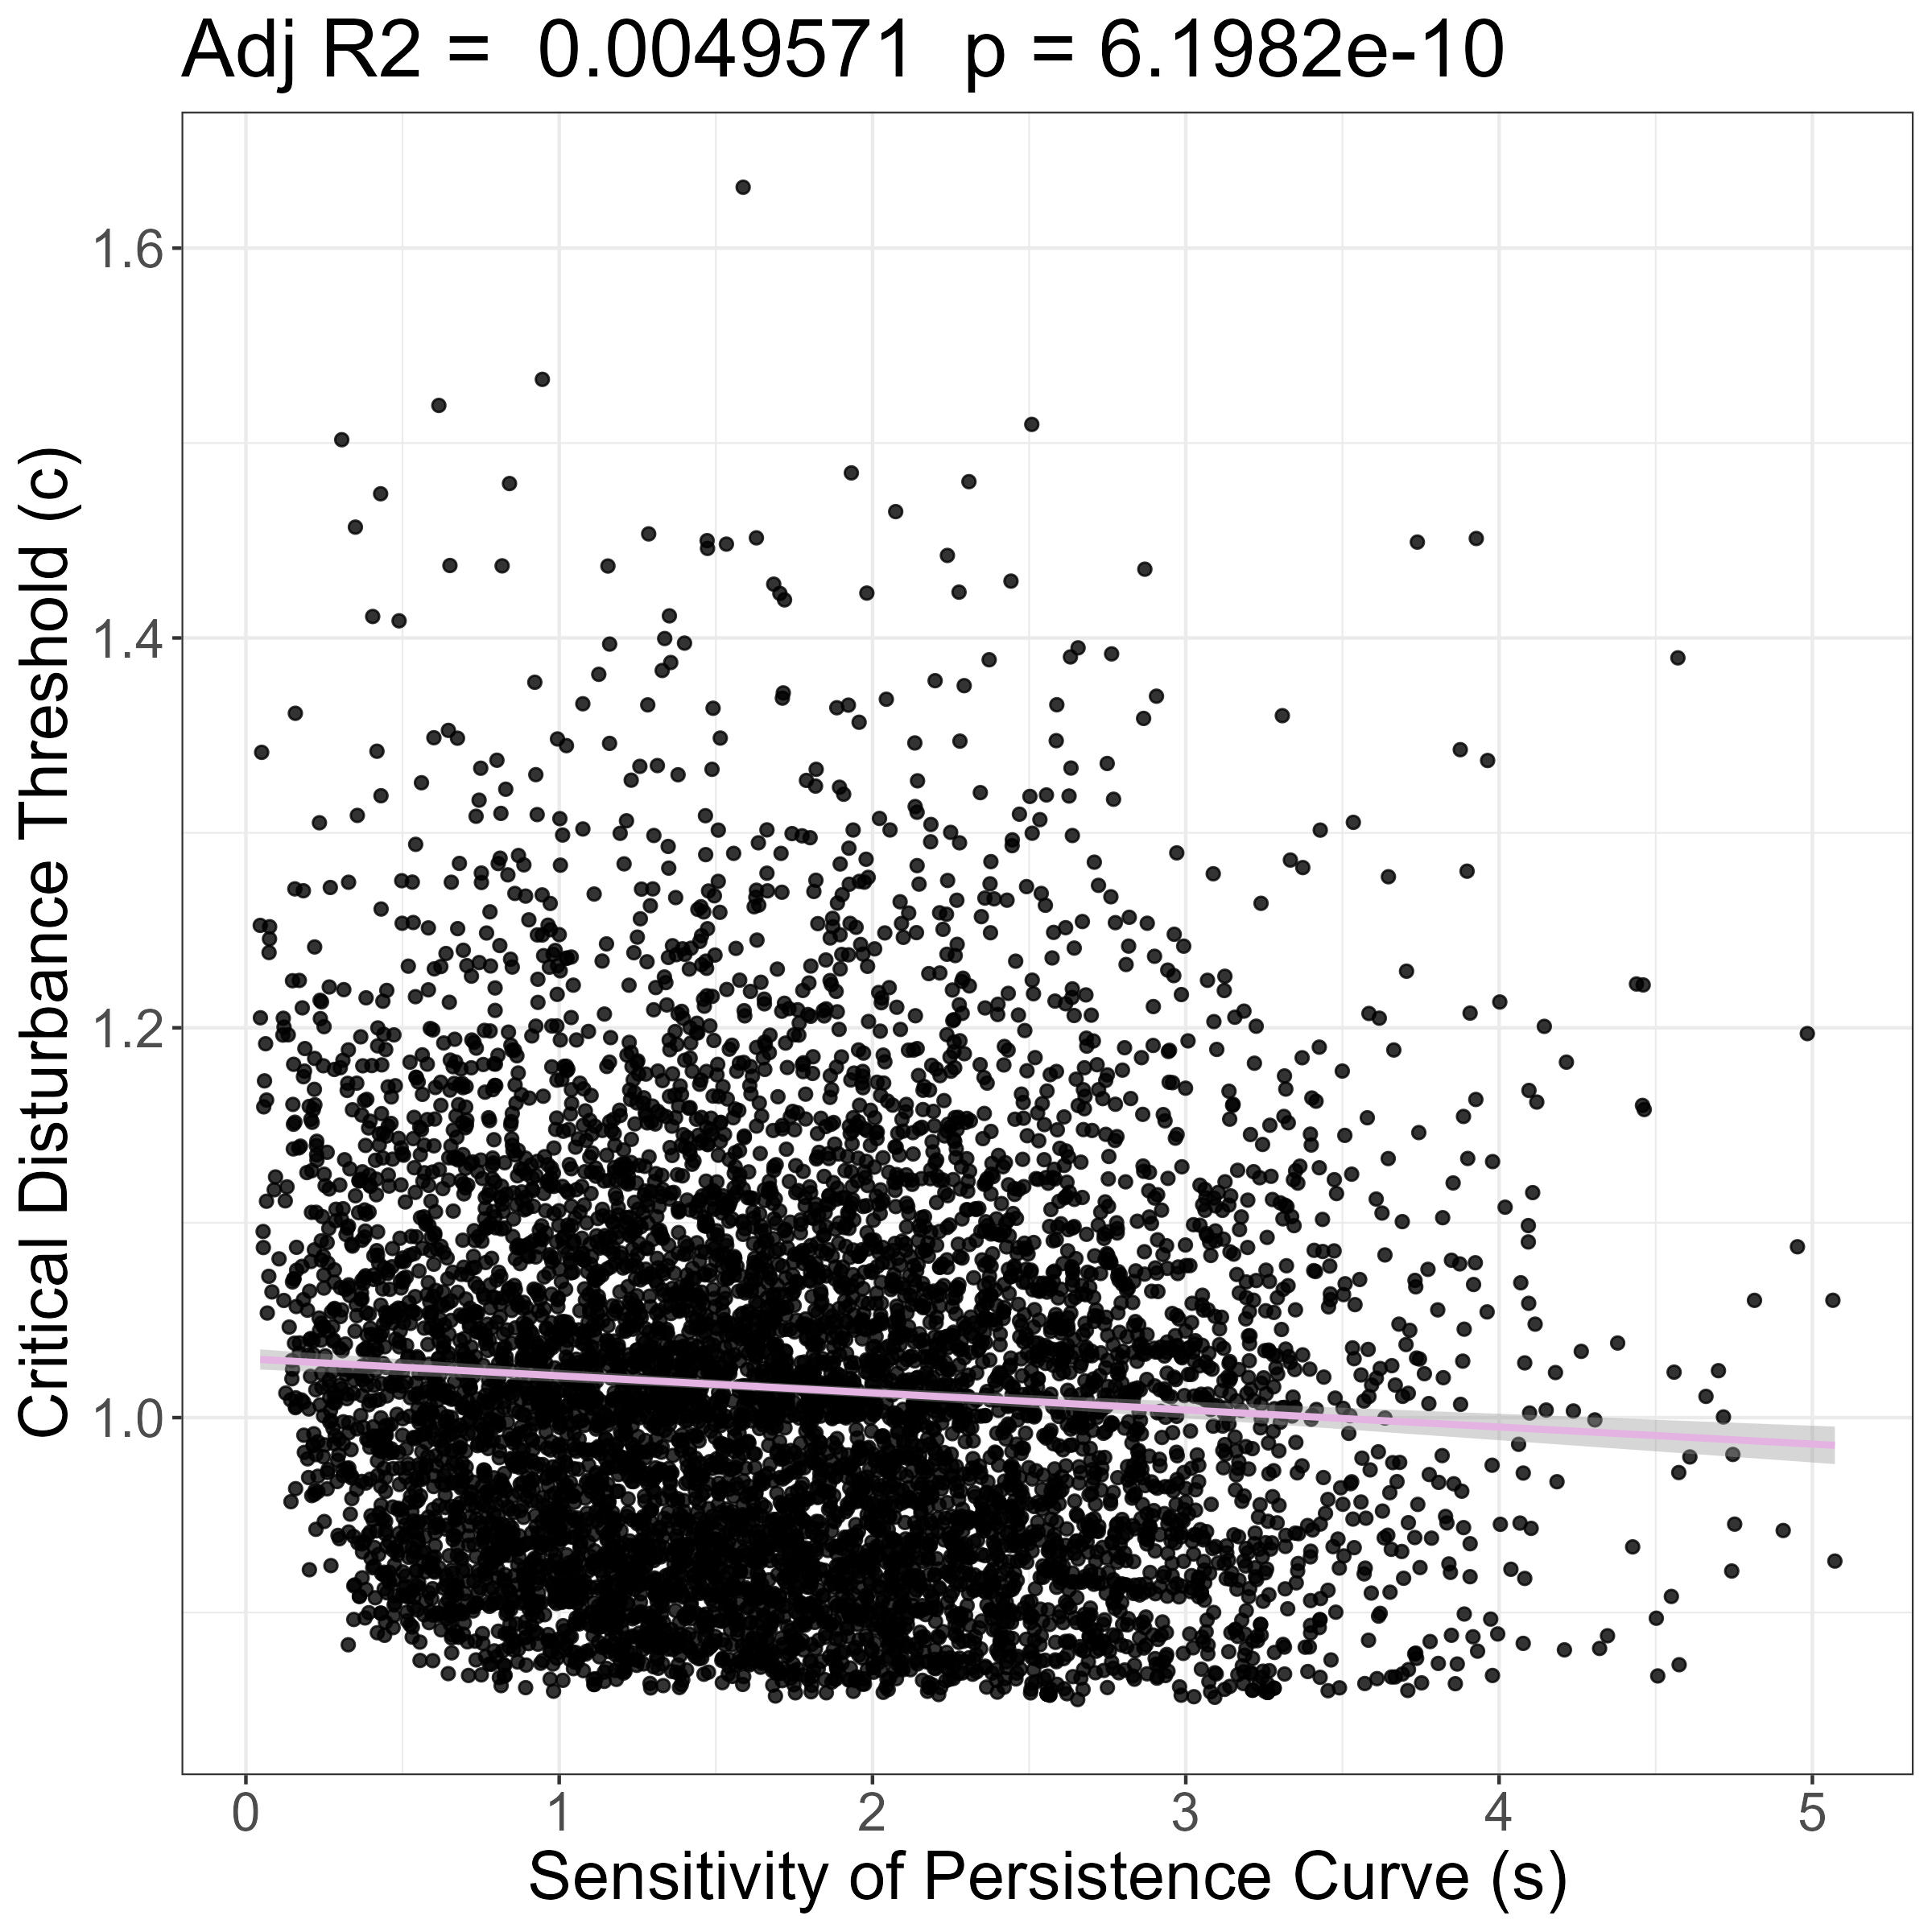 Adj R2 =  0.0049571  p = 6.1982e-10
Critical Disturbance Threshold (c)
1.6
1.4
1.2
1.0
0 1 2 3 4 5
Sensitivity of Persistence Curve (s)